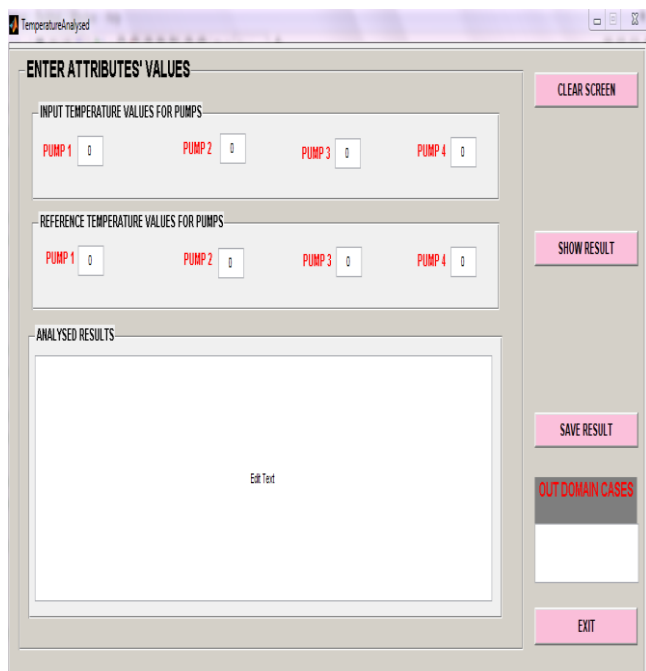 TemperatureAnalysed
ENTER ATTRIBUTES' VALUES
CLEAR SCREEN
INPUT TEMPERATURE VALUES FOR PUMPS
PUMP 1 0 PUMP 2 0 PUMP 3 0 PUMP 4 0
REFERENCE TEMPERATURE VALUES FOR PUMPS
PUMP 1 0 PUMP 2 0 PUMP 3 0 PUMP 4 0
SHOW RESULT
ANALYSED RESULTS
Edit Text
SAVE RESULT
OUT DOMAIN CASES
EXIT